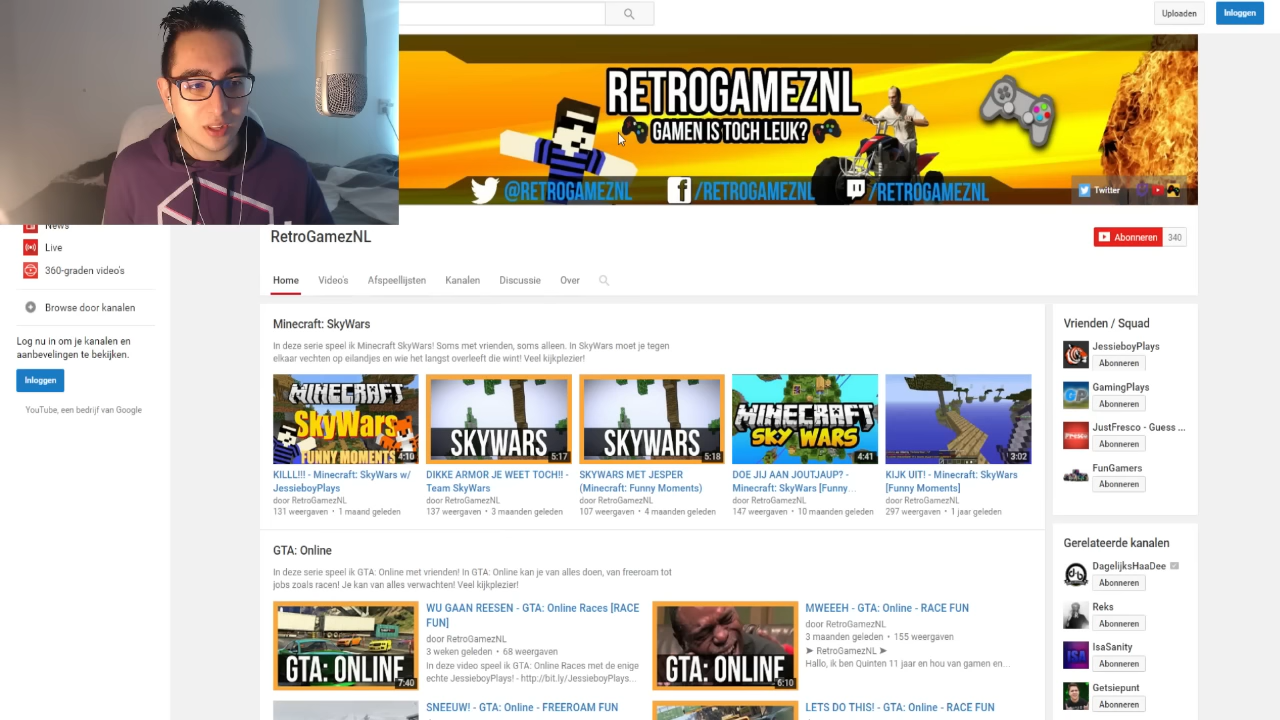 Uploaden
Inloggen
RETROGAMEZNL
GAMEN IS TOCH LEUK?
@RETROGAMEZNL
/RETROGAMEZNL
/RETROGAMEZNL
Twitter
News
Live
360-graden video's
Browse door kanalen
Log nu in om je kanalen en
aanbevelingen te bekijken.
Inloggen
YouTube, een bedrijf van Google
RetroGamezNL
Abonneren 340
Home Video's Afspeellijsten Kanalen Discussie Over
Minecraft: SkyWars
In deze serie speel ik Minecraft SkyWars! Soms met vrienden, soms alleen. In SkyWars moet je tegen
elkaar vechten op eilandjes en wie het langst overleeft die wint! Veel kijkplezier!
MINECRAFT
SkyWars
FUNNY MOMENTS
4:10
KILLL!!! - Minecraft: SkyWars w/
JessieboyPlays
door RetroGamezNL
131 weergaven • 1 maand geleden
SKYWARS
5:17
DIKKE ARMOR JE WEET TOCH!! -
Team SkyWars
door RetroGamezNL
137 weergaven • 3 maanden geleden
SKYWARS
5:18
SKYWARS MET JESPER
(Minecraft: Funny Moments)
door RetroGamezNL
107 weergaven • 4 maanden geleden
MINECRAFT
SKY WARS
4:41
DOE JIJ AAN JOUTJAUP? -
Minecraft: SkyWars [Funny...
door RetroGamezNL
147 weergaven • 10 maanden geleden
3:02
KIJK UIT! - Minecraft: SkyWars
[Funny Moments]
door RetroGamezNL
297 weergaven • 1 jaar geleden
GTA: Online
In deze serie speel ik GTA: Online met vrienden! In GTA: Online kan je van alles doen, van freeroam tot
jobs zoals racen! Je kan van alles verwachten! Veel kijkplezier!
GTA: ONLINE
7:40
WU GAAN REESEN - GTA: Online Races [RACE
FUN]
door RetroGamezNL
3 weken geleden • 68 weergaven
In deze video speel ik GTA: Online Races met de enige
echte JessieboyPlays! - http://bit.ly/JessieboyPlays...
GTA: ONLINE
6:10
MWEEEH - GTA: Online - RACE FUN
door RetroGamezNL
3 maanden geleden • 155 weergaven
➤ RetroGamezNL ➤
Hallo, ik ben Quinten 11 jaar en hou van gamen en...
SNEEUW! - GTA: Online - FREEROAM FUN
LETS DO THIS! - GTA: Online - RACE FUN
Vrienden / Squad
JessieboyPlays
Abonneren
GamingPlays
Abonneren
JustFresco - Guess ...
Abonneren
FunGamers
Abonneren
Gerelateerde kanalen
DagelijksHaaDee
Abonneren
Reks
Abonneren
IsaSanity
Abonneren
Getsiepunt
Abonneren